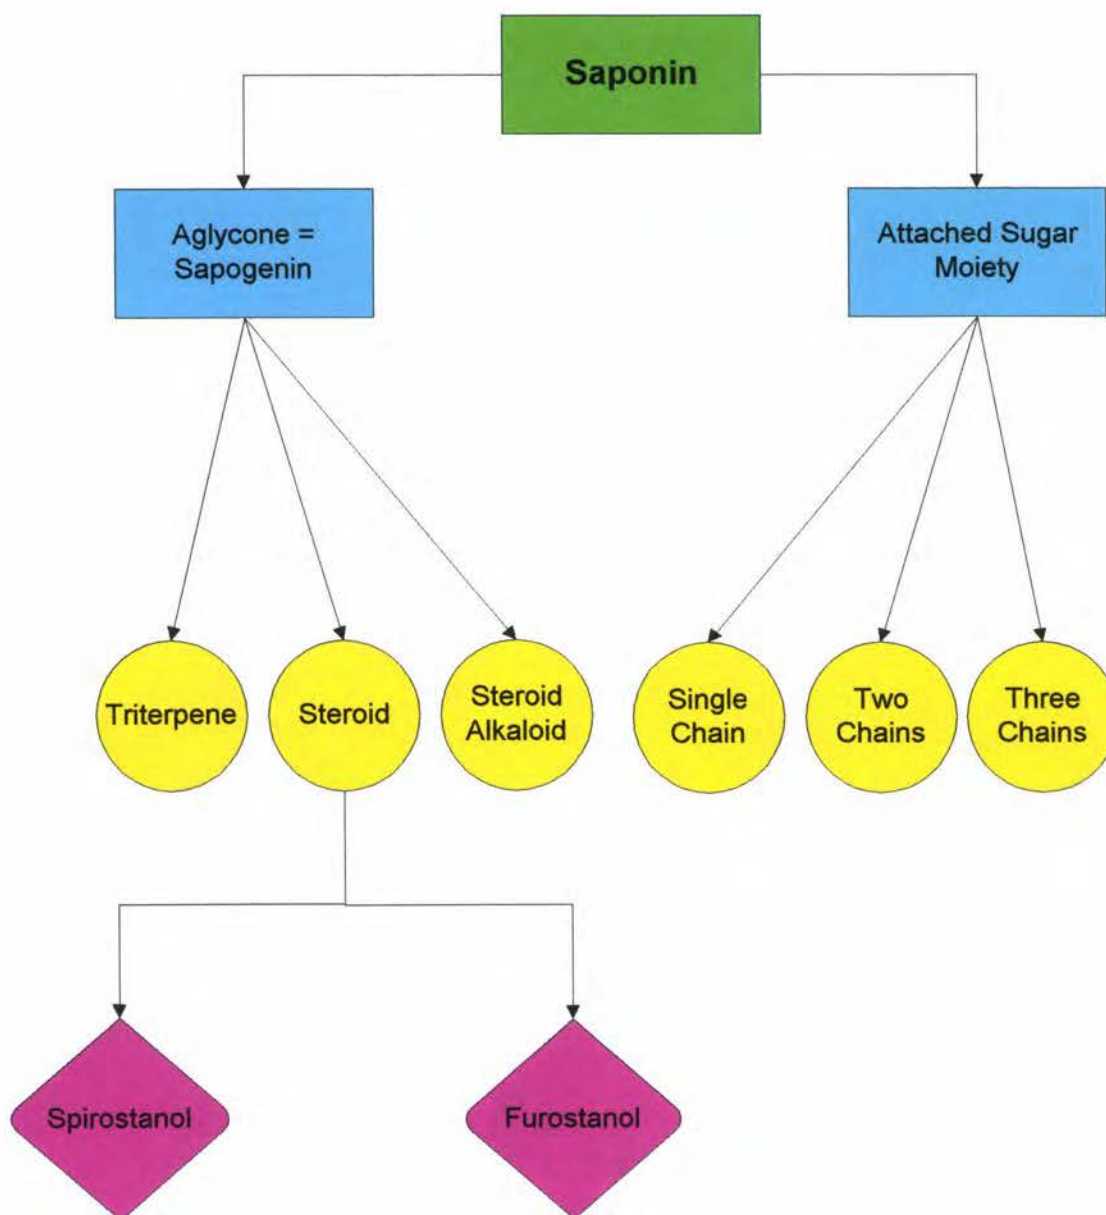 Saponin
Aglycone =
Sapogenin
Attached Sugar
Moiety
Triterpene
Steroid
Steroid
Alkaloid
Single
Chain
Two
Chains
Three
Chains
Spirostanol
Furostanol